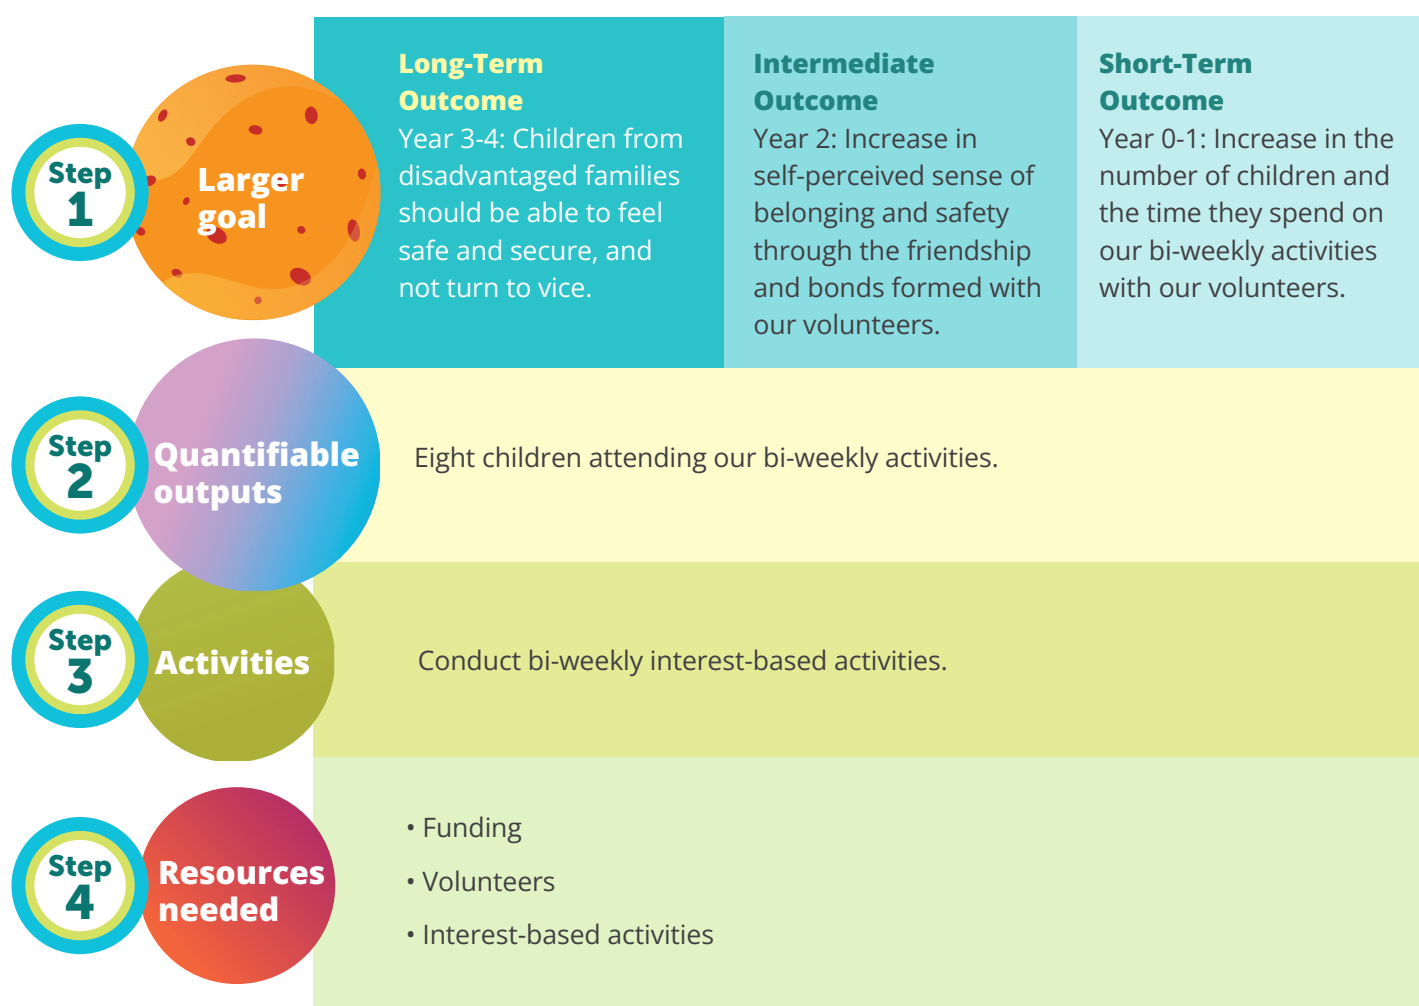 Step
1
Larger
goal
Long-Term
Outcome
Year 3-4: Children from
disadvantaged families
should be able to feel
safe and secure, and
not turn to vice.
Intermediate
Outcome
Year 2: Increase in
self-perceived sense of
belonging and safety
through the friendship
and bonds formed with
our volunteers.
Short-Term
Outcome
Year 0-1: Increase in the
number of children and
the time they spend on
our bi-weekly activities
with our volunteers.
Step
2
Quantifiable
outputs
Eight children attending our bi-weekly activities.
Step
3
Activities
Conduct bi-weekly interest-based activities.
Step
4
Resources
needed
• Funding
• Volunteers
• Interest-based activities